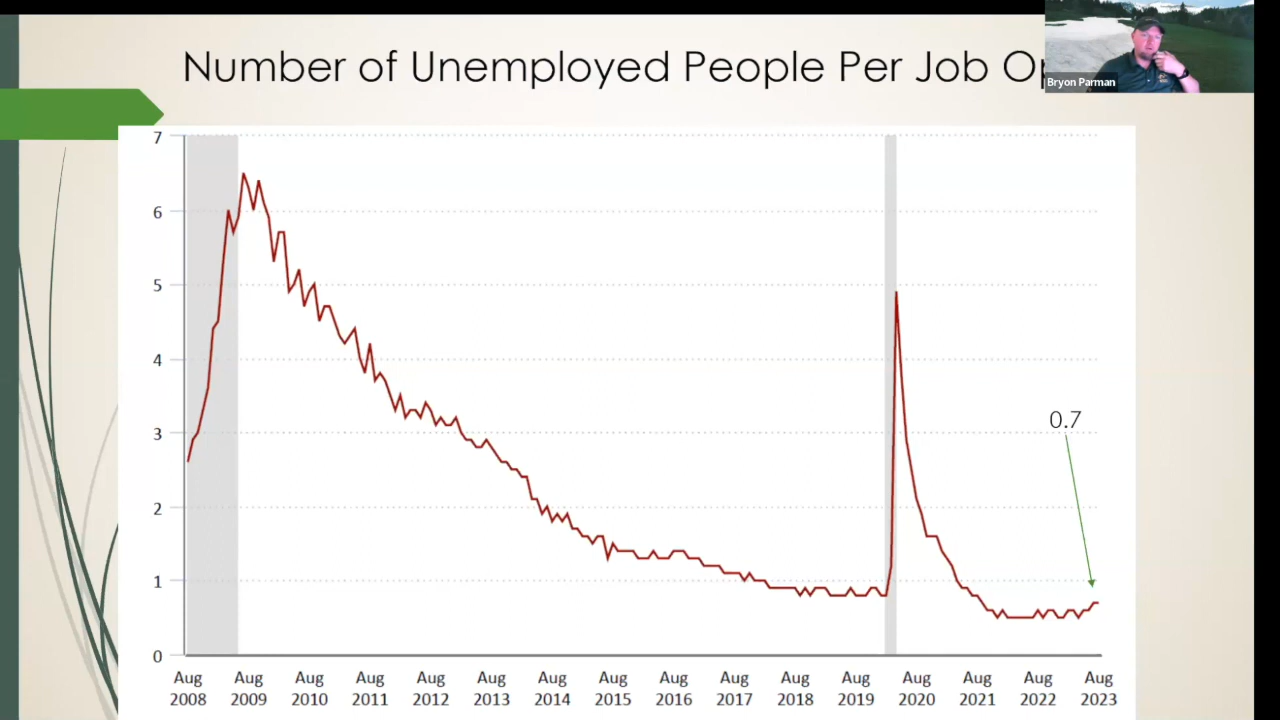 Number of Unemployed People Per Job Op
Bryon Parman
7
6
5
4
3
2
1
0
0.7
Aug Aug Aug Aug Aug Aug Aug Aug Aug Aug Aug Aug Aug Aug Aug Aug
2008 2009 2010 2011 2012 2013 2014 2015 2016 2017 2018 2019 2020 2021 2022 2023